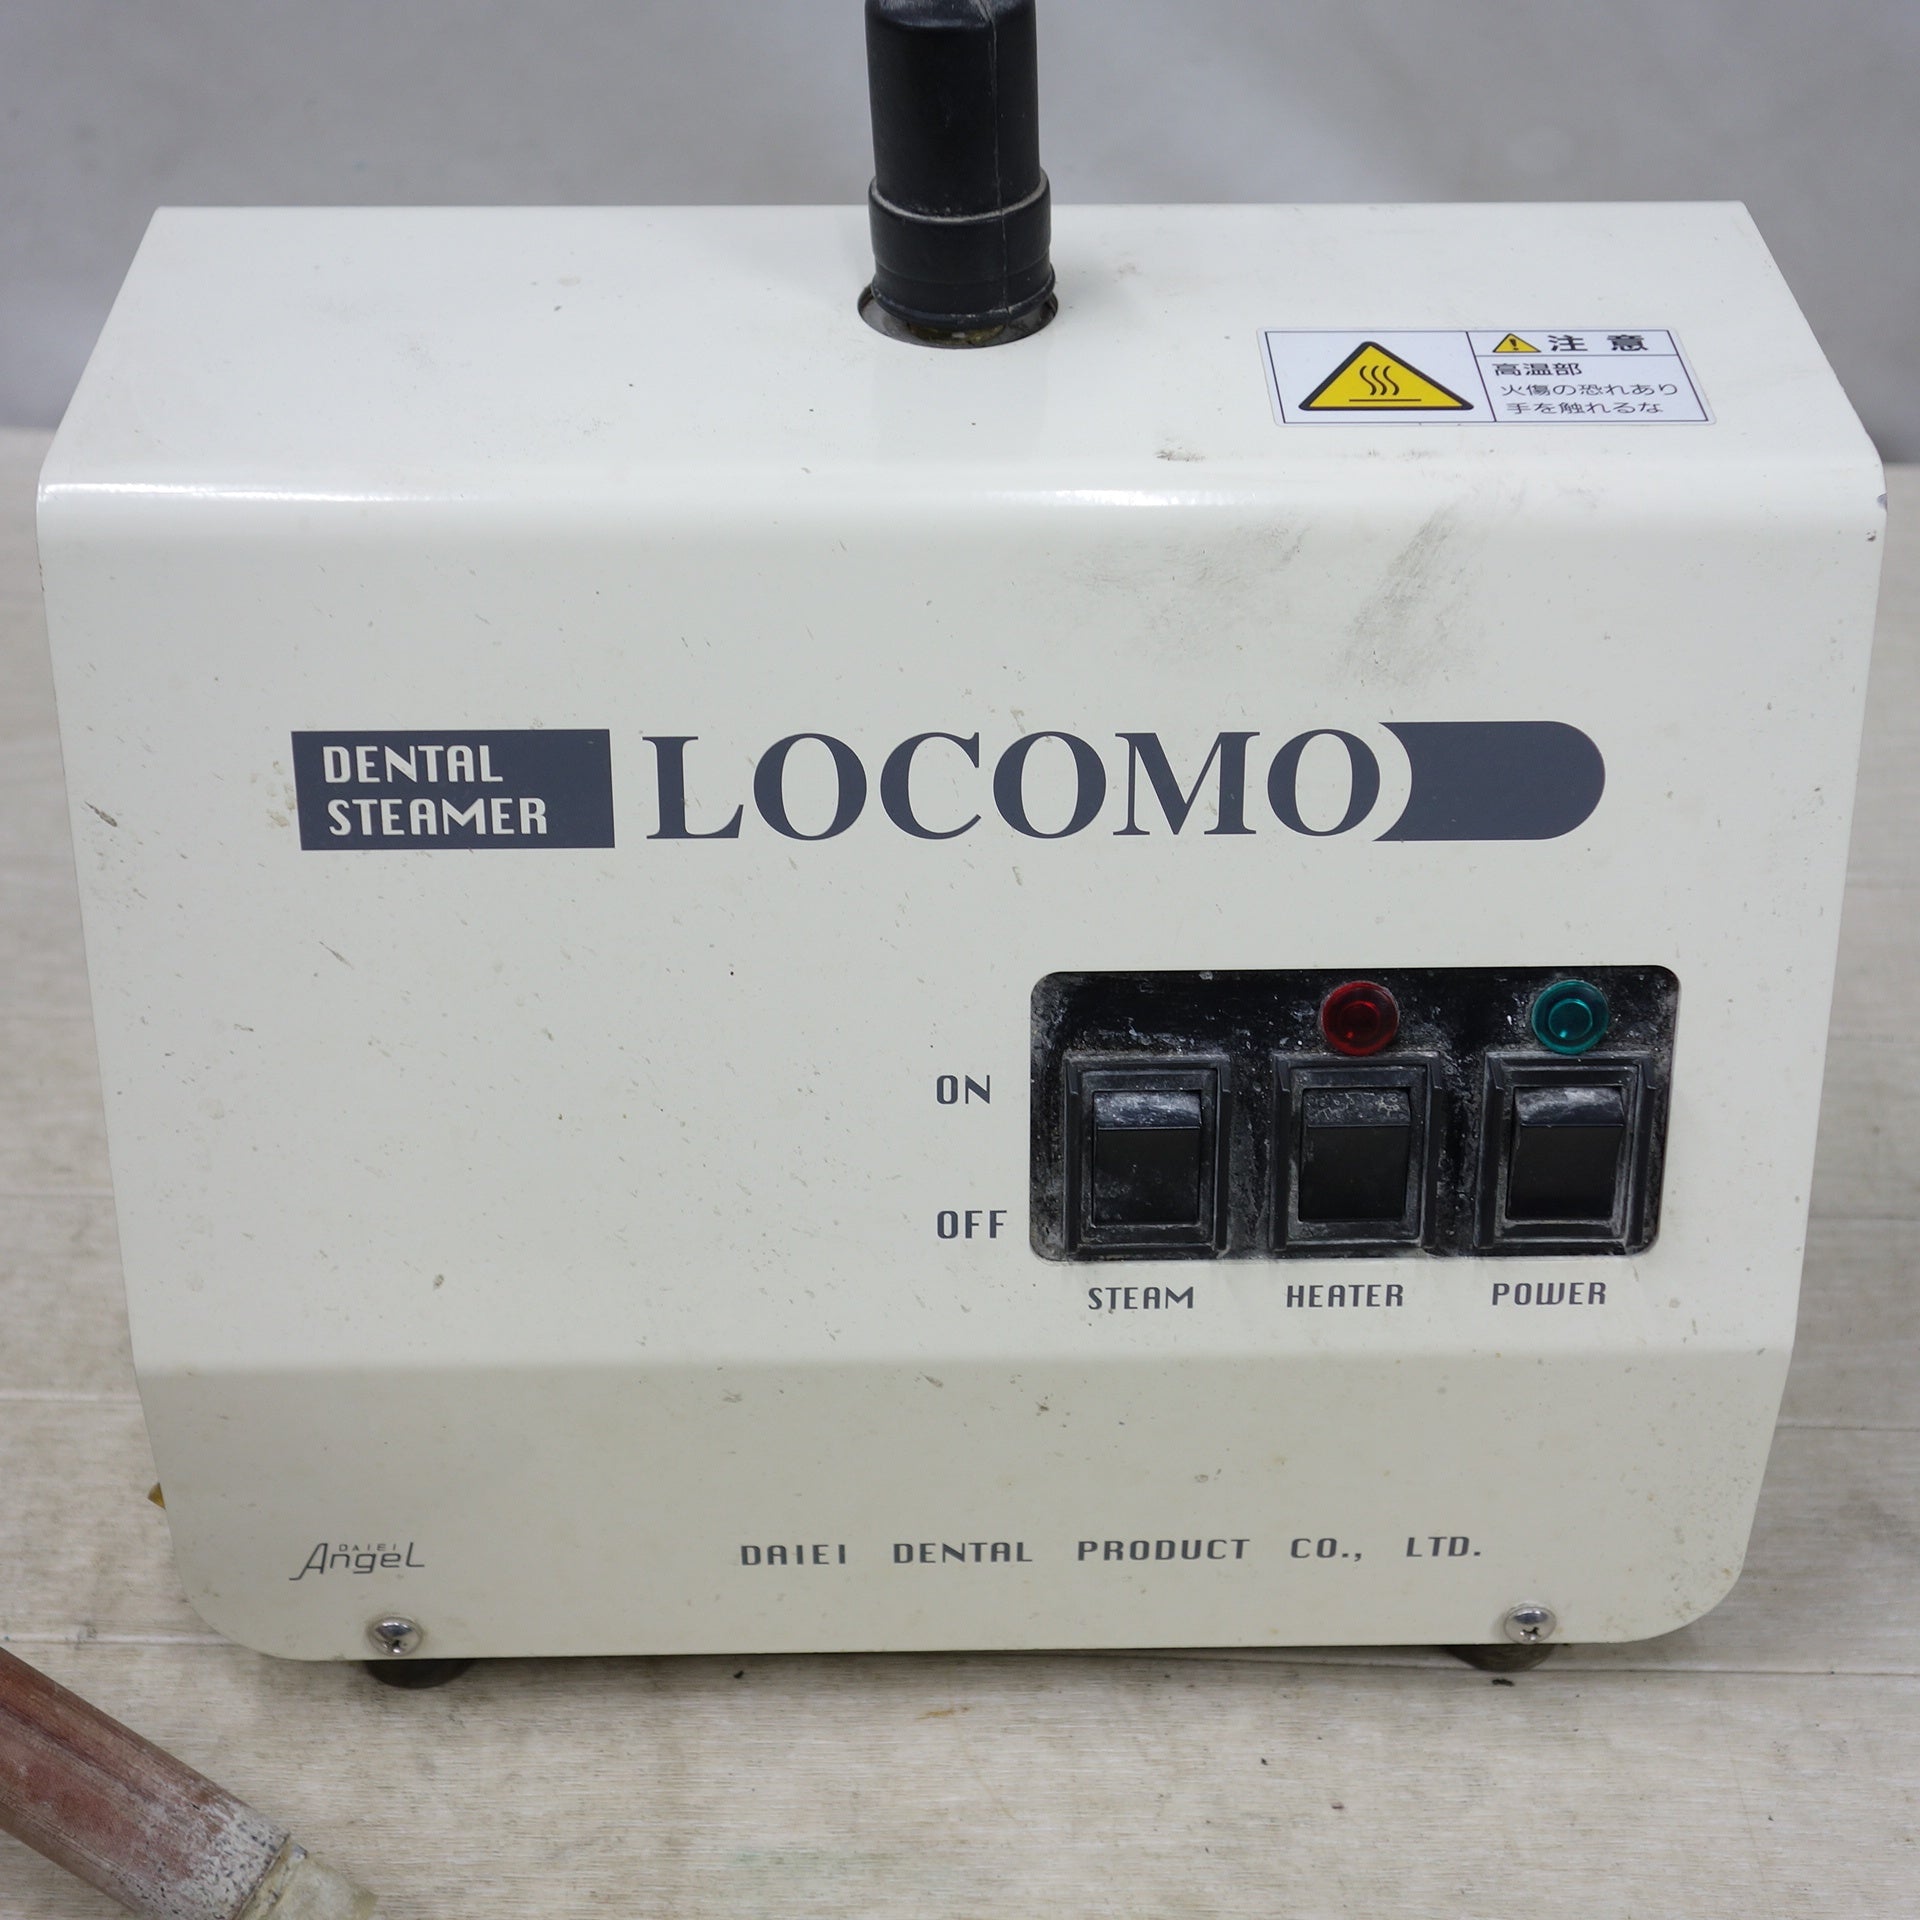 注意
高温部
火傷の恐れあり
手を触れるな
DENTAL
STEAMER
LOCOMO
ON
OFF
STEAM HEATER POWER
DAIEI
Angel
DAIEI DENTAL PRODUCT CO., LTD.